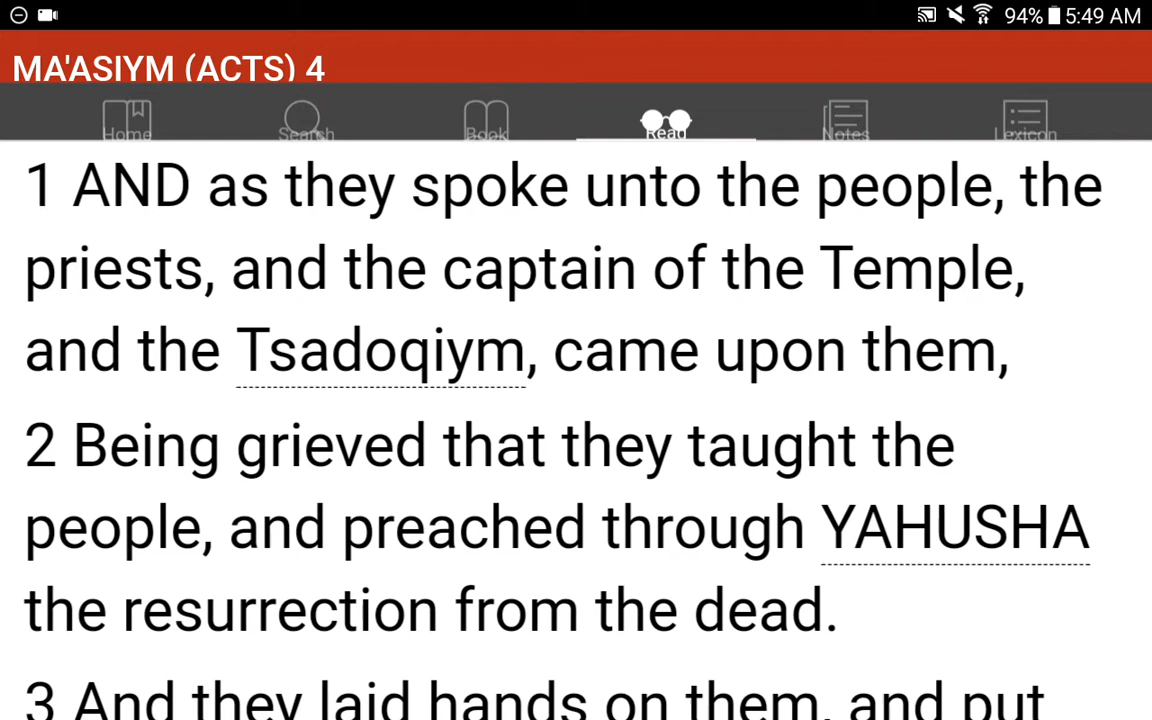 94% 5:49 AM
MA'ASIYM (ACTS) 4
Home Search Book Read Notes Lexicon
1 AND as they spoke unto the people, the
priests, and the captain of the Temple,
and the Tsadoqiym, came upon them,
2 Being grieved that they taught the
people, and preached through YAHUSHA
the resurrection from the dead.
3 And they laid hands on them, and put